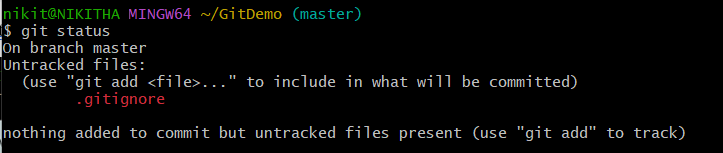 nikit@NIKITHA MINGW64 ~/GitDemo (master)
$ git status
On branch master
Untracked files:
  (use "git add <file>..." to include in what will be committed)
        .gitignore

nothing added to commit but untracked files present (use "git add" to track)